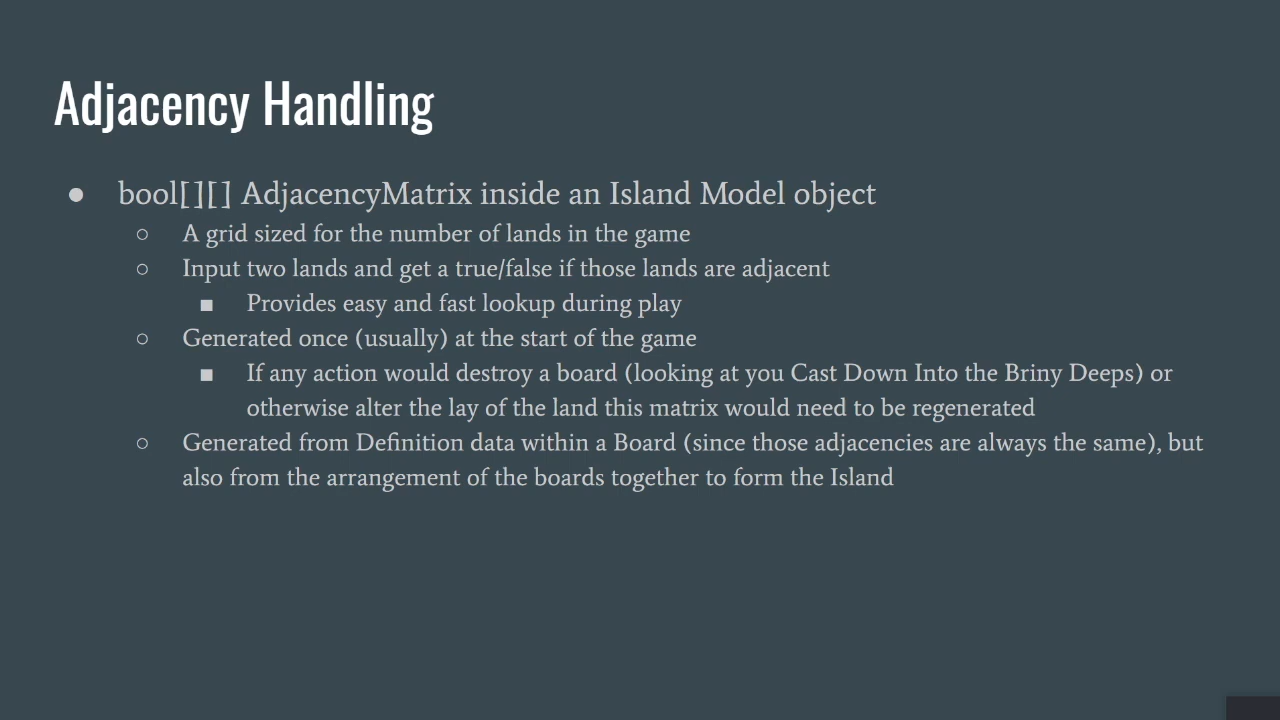 Adjacency Handling
● bool[][] AdjacencyMatrix inside an Island Model object
○ A grid sized for the number of lands in the game
○ Input two lands and get a true/false if those lands are adjacent
■ Provides easy and fast lookup during play
○ Generated once (usually) at the start of the game
■ If any action would destroy a board (looking at you Cast Down Into the Briny Deeps) or
otherwise alter the lay of the land this matrix would need to be regenerated
○ Generated from Definition data within a Board (since those adjacencies are always the same), but
also from the arrangement of the boards together to form the Island